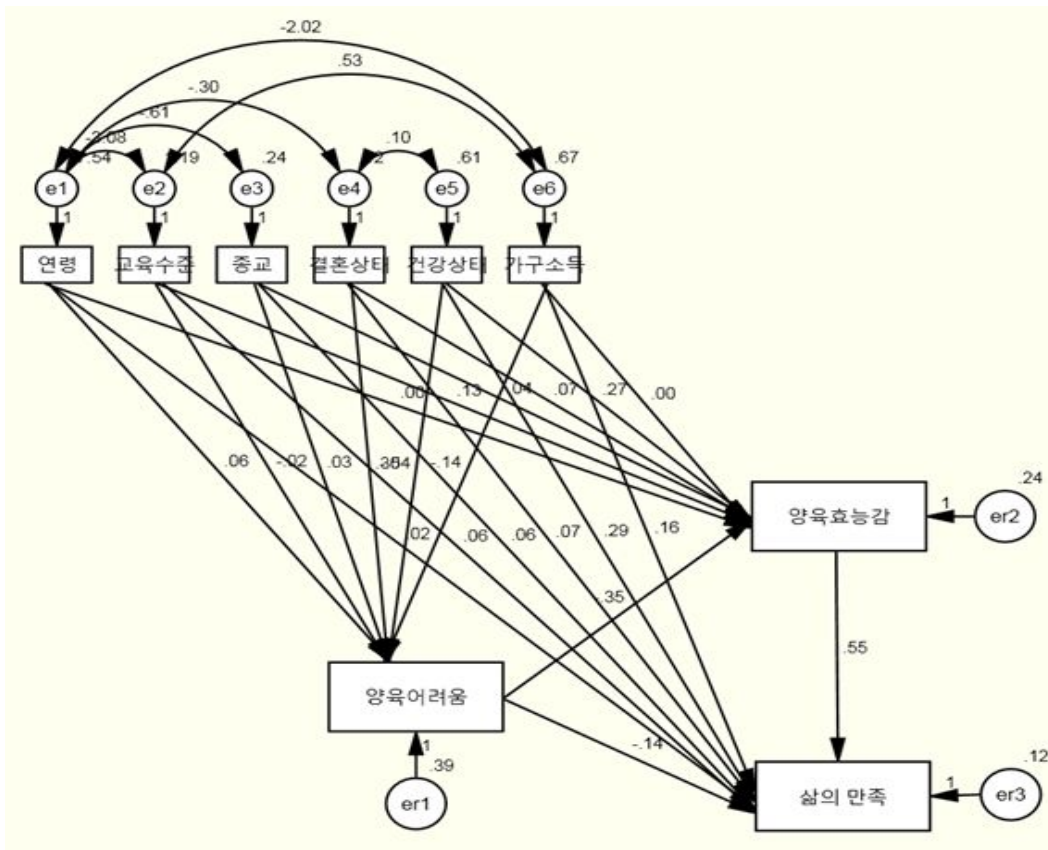 -2.02
.53
-.30
-.61
.10
.54
.24
.61
.67
e1 e2 e3 e4 e5 e6
1 1 1 1 1 1
연령 교육수준 종교 결혼상태 건강상태 가구소득
.13 .04 .07 .27 .00
.06 -.02 .03 -.14
.24
양육효능감 1 er2
.02 .06 .06 .07 .29 .16
.35
.55
양육어려움
-.14
1
.39
er1
.12
삶의 만족 1 er3